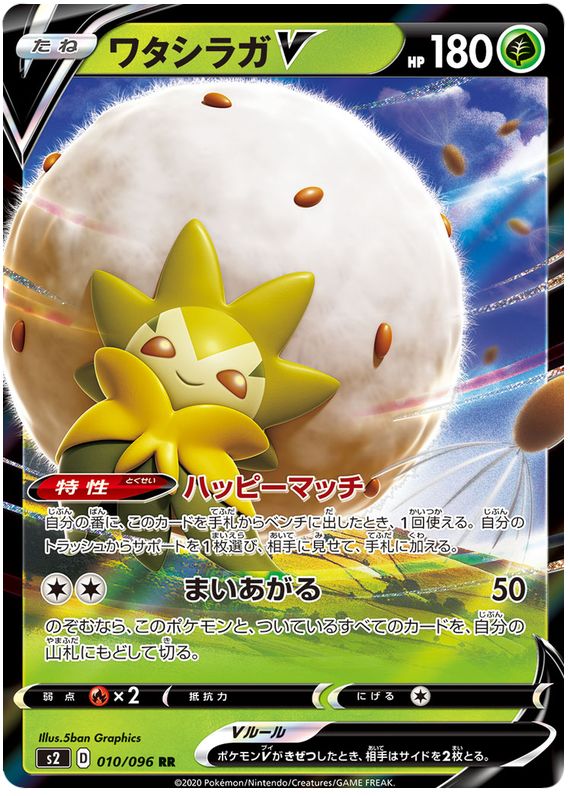 たね ワタシラガV HP 180
特性 とくせい ハッピーマッチ
自分の番に、このカードを手札からベンチに出したとき、1回使える。自分の
トラッシュからサポートを1枚選び、相手に見せて、手札に加える。
まいあがる 50
のぞむなら、このポケモンと、ついているすべてのカードを、自分の
山札にもどして切る。
弱点 ×2 抵抗力 にげる
Illus.5ban Graphics
Vルール
ポケモンVがきぜつしたとき、相手はサイドを2枚とる。
s2 D 010/096 RR
©2020 Pokémon/Nintendo/Creatures/GAME FREAK.